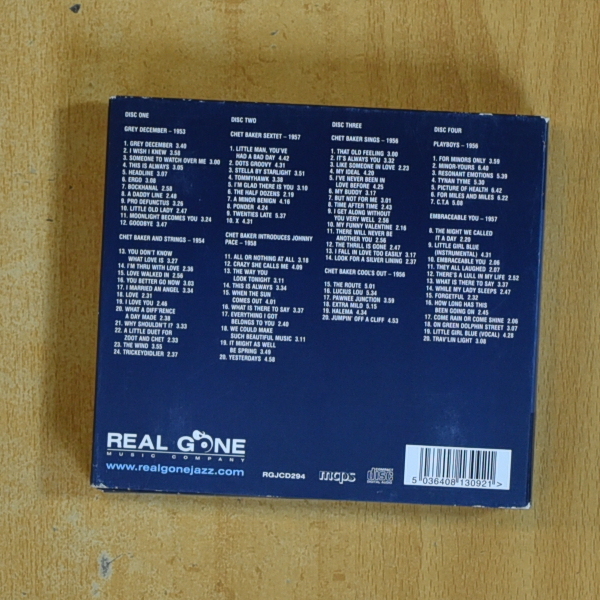 DISC ONE
GREY DECEMBER – 1953
1. GREY DECEMBER 3.40
2. I WISH I KNEW 3.58
3. SOMEONE TO WATCH OVER ME 3.00
4. THIS IS ALWAYS 3.05
5. HEADLINE 3.07
6. ERGO 3.00
7. ROCKHANAL 2.58
8. A DADDY LINE 2.49
9. PRO DEFUNCTUS 3.26
10. LITTLE OLD LADY 2.47
11. MOONLIGHT BECOMES YOU 3.24
12. GOODBYE 3.47
CHET BAKER AND STRINGS – 1954
13. YOU DON'T KNOW
WHAT LOVE IS 3.27
14. I'M THRU WITH LOVE 2.36
15. LOVE WALKED IN 2.56
16. YOU BETTER GO NOW 3.03
17. I MARRIED AN ANGEL 3.34
18. LOVE 2.31
19. I LOVE YOU 2.46
20. WHAT A DIFF'RENCE
A DAY MADE 2.38
21. WHY SHOULDN'T I? 3.33
22. A LITTLE DUET FOR
ZOOT AND CHET 2.33
23. THE WIND 3.55
24. TRICKEYDIDLIER 2.37
DISC TWO
CHET BAKER SEXTET – 1957
1. LITTLE MAN, YOU'VE
HAD A BAD DAY 4.42
2. DOTS GROOVY 4.31
3. STELLA BY STARLIGHT 3.51
4. TOMMYHAWK 3.38
5. I'M GLAD THERE IS YOU 3.10
6. THE HALF DOZENS 2.19
7. A MINOR BENIGN 4.16
8. PONDER 4.24
9. TWENTIES LATE 5.37
10. X 4.31
CHET BAKER INTRODUCES JOHNNY
PACE – 1958
11. ALL OR NOTHING AT ALL 3.18
12. CRAZY SHE CALLS ME 4.09
13. THE WAY YOU
LOOK TONIGHT 3.11
14. THIS IS ALWAYS 3.34
15. WHEN THE SUN
COMES OUT 4.01
16. WHAT IS THERE TO SAY 3.37
17. EVERYTHING I GOT
BELONGS TO YOU 2.40
18. WE COULD MAKE
SUCH BEAUTIFUL MUSIC 3.11
19. IT MIGHT AS WELL
BE SPRING 3.49
20. YESTERDAYS 4.58
DISC THREE
CHET BAKER SINGS – 1956
1. THAT OLD FEELING 3.00
2. IT'S ALWAYS YOU 3.32
3. LIKE SOMEONE IN LOVE 2.23
4. MY IDEAL 4.20
5. I'VE NEVER BEEN IN
LOVE BEFORE 4.25
6. MY BUDDY 3.17
7. BUT NOT FOR ME 3.01
8. TIME AFTER TIME 2.43
9. I GET ALONG WITHOUT
YOU VERY WELL 2.56
10. MY FUNNY VALENTINE 2.16
11. THERE WILL NEVER BE
ANOTHER YOU 2.56
12. THE THRILL IS GONE 2.47
13. I FALL IN LOVE TOO EASILY 3.17
14. LOOK FOR A SILVER LINING 2.37
CHET BAKER COOL'S OUT – 1956
15. THE ROUTE 5.01
16. LUCIUS LOU 5.34
17. PAWNEE JUNCTION 3.59
18. EXTRA MILD 5.15
19. HALEMA 4.34
20. JUMPIN' OFF A CLIFF 4.53
DISC FOUR
PLAYBOYS – 1956
1. FOR MINORS ONLY 3.59
2. MINOR-YOURS 6.40
3. RESONANT EMOTIONS 5.39
4. TYNAN TYME 5.30
5. PICTURE OF HEALTH 6.42
6. FOR MILES AND MILES 6.22
7. C.T.A 5.09
EMBRACEABLE YOU – 1957
8. THE NIGHT WE CALLED
IT A DAY 2.20
9. LITTLE GIRL BLUE
(INSTRUMENTAL) 4.31
10. EMBRACEABLE YOU 2.06
11. THEY ALL LAUGHED 2.07
12. THERE'S A LULL IN MY LIFE 2.52
13. WHAT IS THERE TO SAY 3.37
14. WHILE MY LADY SLEEPS 2.47
15. FORGETFUL 2.32
16. HOW LONG HAS THIS
BEEN GOING ON 2.45
17. COME RAIN OR COME SHINE 2.06
18. ON GREEN DOLPHIN STREET 3.07
19. LITTLE GIRL BLUE (VOCAL) 4.28
20. TRAV'LIN LIGHT 3.08
REAL GONE
MUSIC COMPANY
www.realgonejazz.com
RGJCD294
mcps
disc
DIGITAL AUDIO
5 036408 130921 >